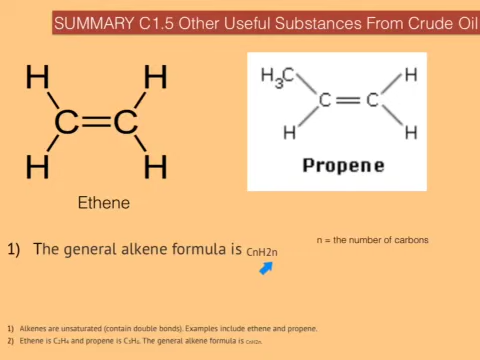 SUMMARY C1.5 Other Useful Substances From Crude Oil
H H
C = C
H H
Ethene
H₃C H
C = C
H H
Propene
1) The general alkene formula is CnH2n
n = the number of carbons
1) Alkenes are unsaturated (contain double bonds). Examples include ethene and propene.
2) Ethene is C₂H₄ and propene is C₃H₆. The general alkene formula is CnH2n.